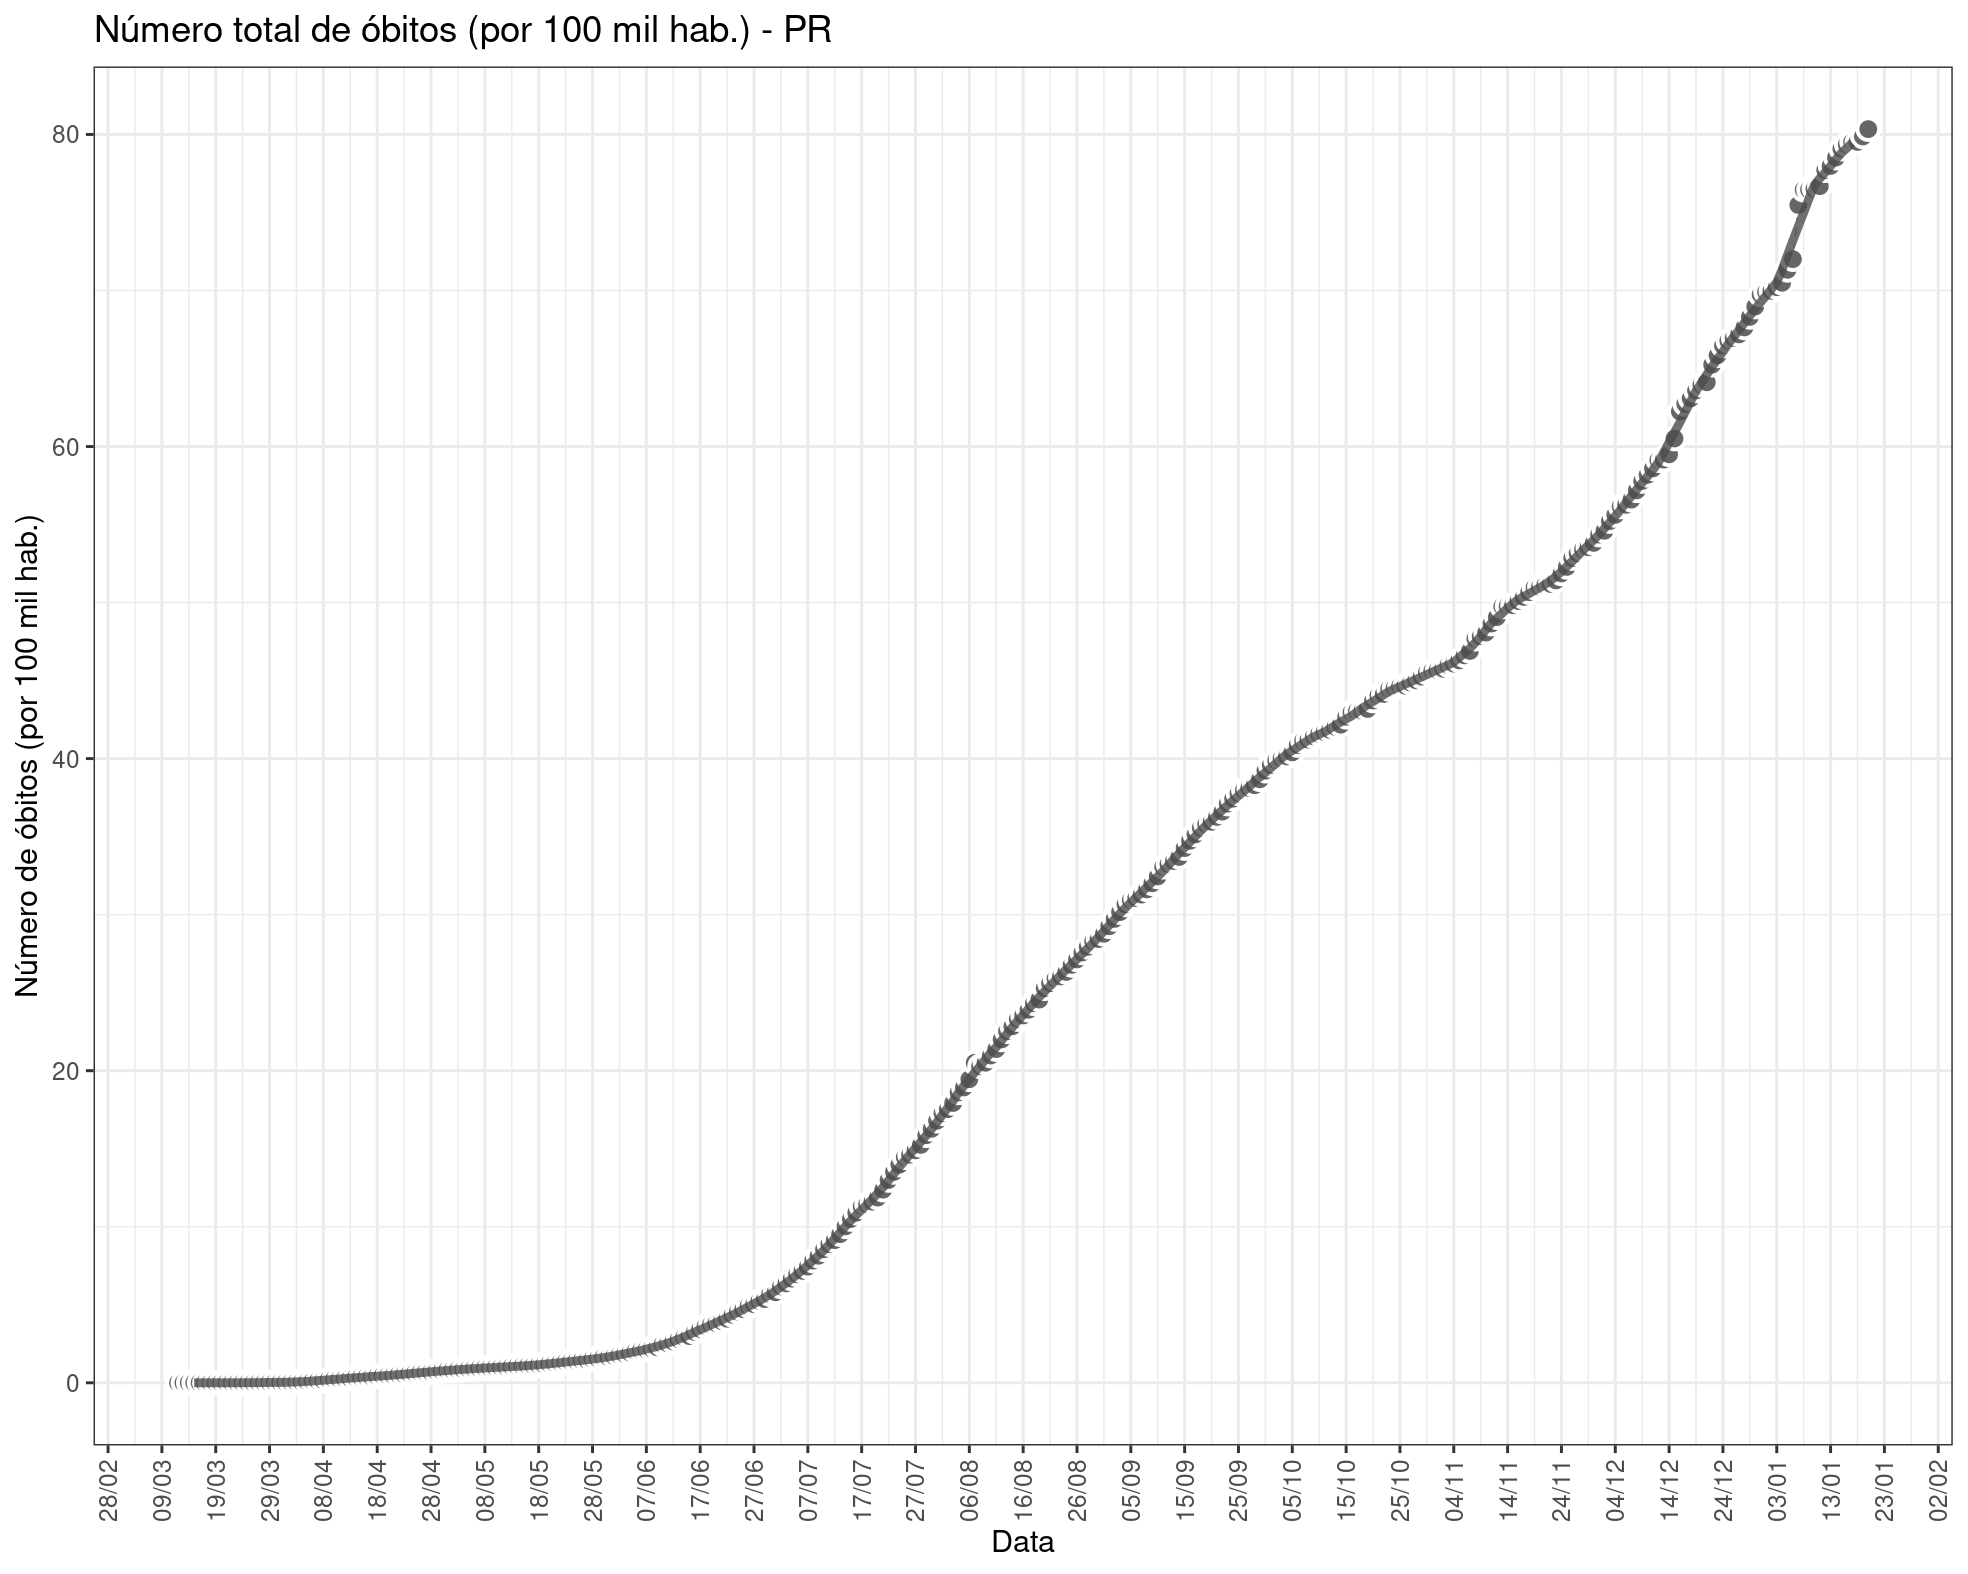 Número total de óbitos (por 100 mil hab.) - PR
Número de óbitos (por 100 mil hab.)
80
60
40
20
0
28/02 09/03 19/03 29/03 08/04 18/04 28/04 08/05 18/05 28/05 07/06 17/06 27/06 07/07 17/07 27/07 06/08 16/08 26/08 05/09 15/09 25/09 05/10 15/10 25/10 04/11 14/11 24/11 04/12 14/12 24/12 03/01 13/01 23/01 02/02
Data